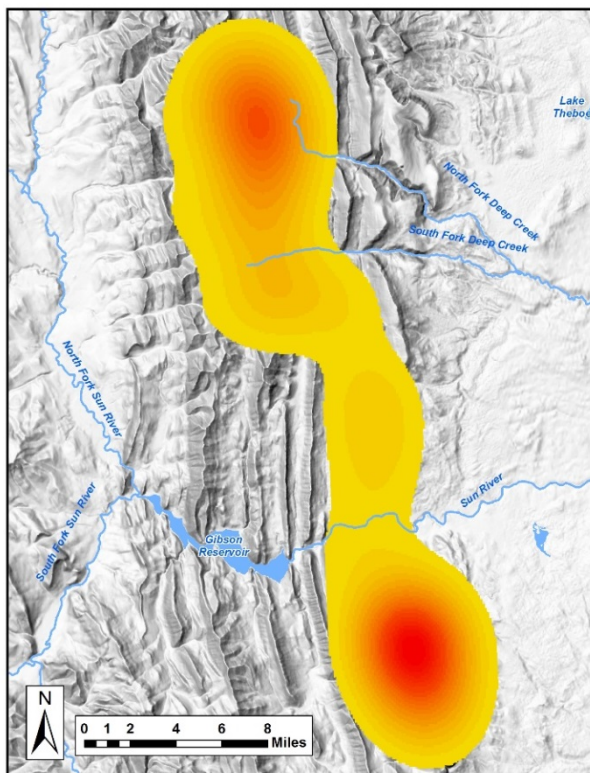 Lake
North Fork Deep Creek
South Fork Deep Creek
North Fork Sun River
Sun River
South Fork Sun River
Gibson
Reservoir
N
0 1 2 4 6 8
Miles